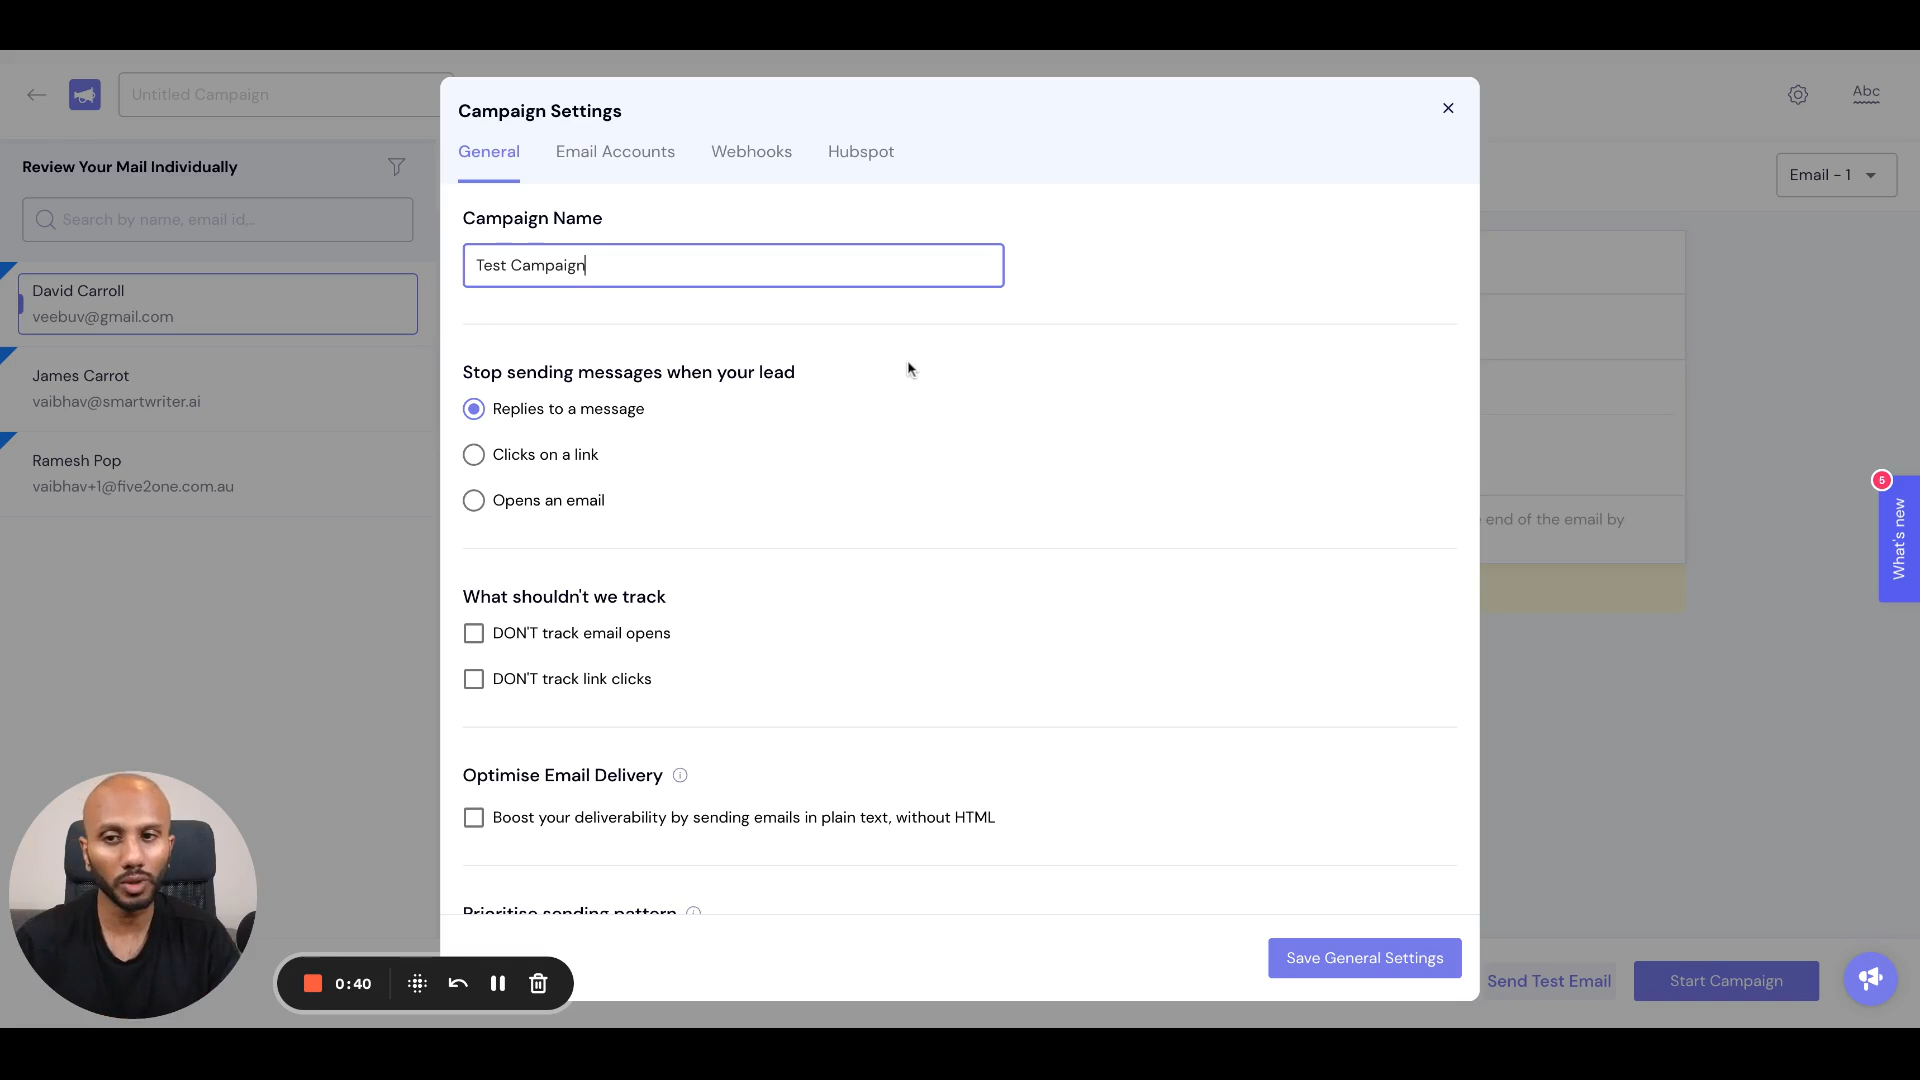 Untitled Campaign
Abc
Review Your Mail Individually
Search by name, email id...
David Carroll
veebuv@gmail.com
James Carrot
vaibhav@smartwriter.ai
Ramesh Pop
vaibhav+1@five2one.com.au
Campaign Settings
General Email Accounts Webhooks Hubspot
Campaign Name
Test Campaign
Stop sending messages when your lead
Replies to a message
Clicks on a link
Opens an email
What shouldn't we track
DON'T track email opens
DON'T track link clicks
Optimise Email Delivery
Boost your deliverability by sending emails in plain text, without HTML
Prioritise sending pattern
Save General Settings
Email - 1
end of the email by
5
What's new
0:40
Send Test Email
Start Campaign